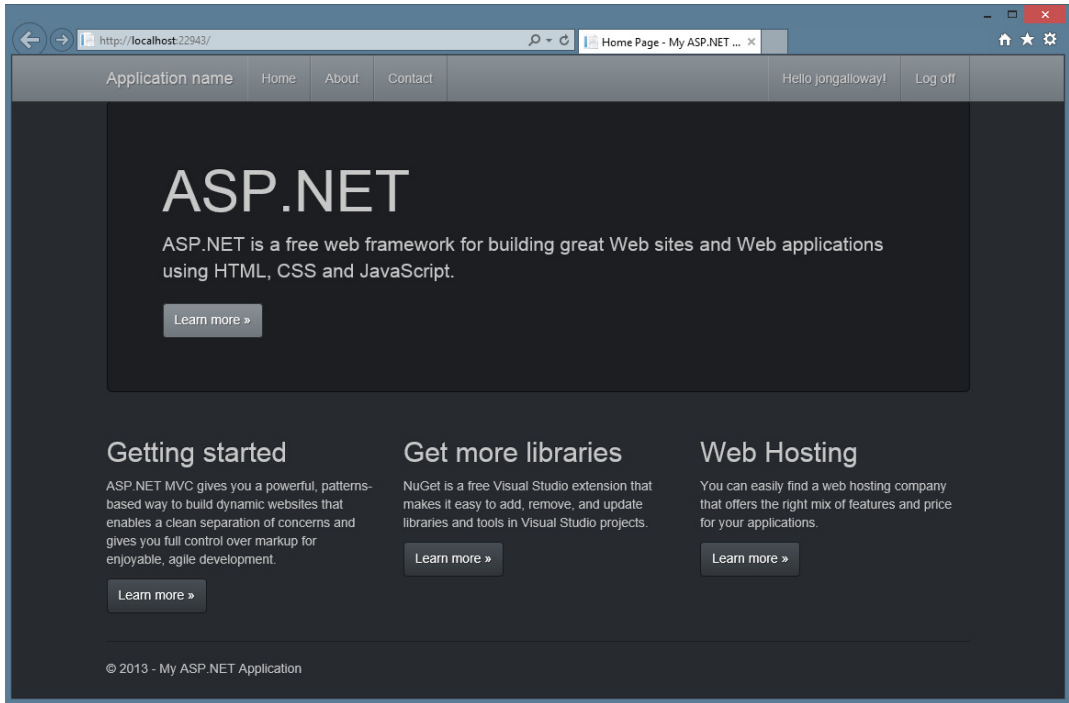 http://localhost:22943/
Home Page - My ASP.NET ...
Application name
Home
About
Contact
Hello jongalloway!
Log off
ASP.NET
ASP.NET is a free web framework for building great Web sites and Web applications
using HTML, CSS and JavaScript.
Learn more »
Getting started
ASP.NET MVC gives you a powerful, patterns-
based way to build dynamic websites that
enables a clean separation of concerns and
gives you full control over markup for
enjoyable, agile development.
Learn more »
Get more libraries
NuGet is a free Visual Studio extension that
makes it easy to add, remove, and update
libraries and tools in Visual Studio projects.
Learn more »
Web Hosting
You can easily find a web hosting company
that offers the right mix of features and price
for your applications.
Learn more »
© 2013 - My ASP.NET Application